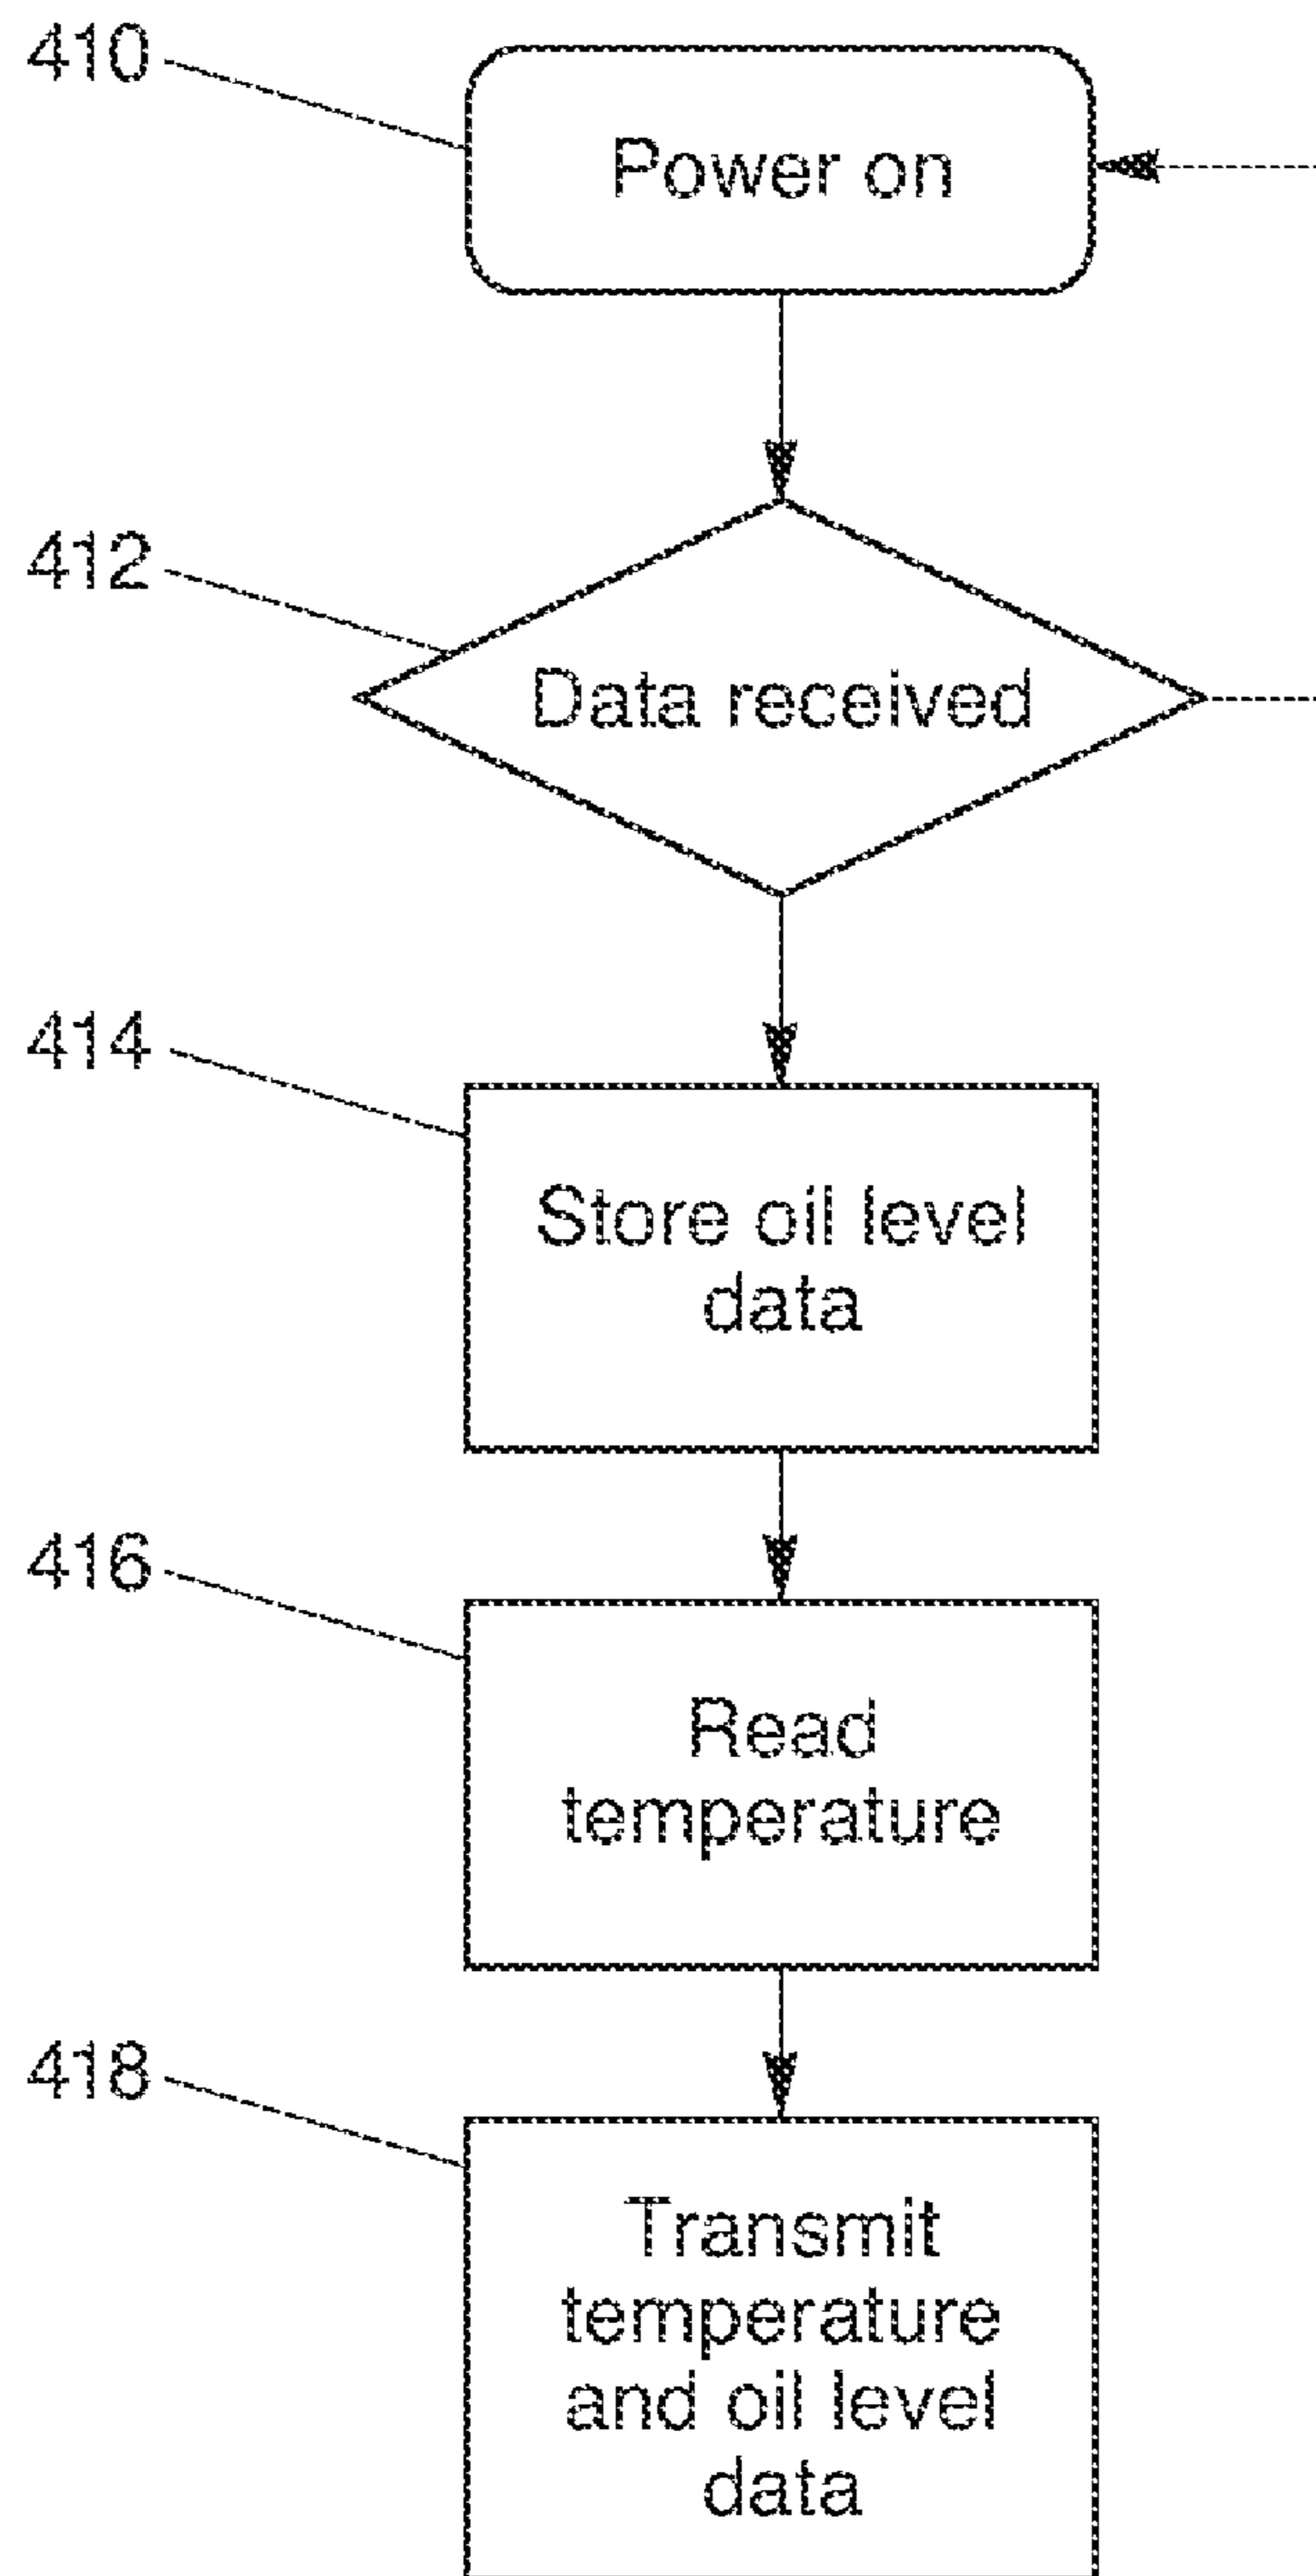 410
Power on
412
Data received
414
Store oil level
data
416
Read
temperature
418
Transmit
temperature
and oil level
data